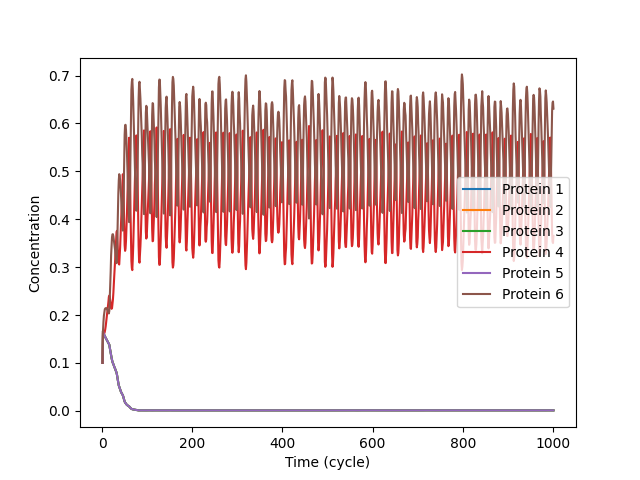 0.7
0.6
0.5
0.4
0.3
0.2
0.1
0.0
Concentration
Protein 1
Protein 2
Protein 3
Protein 4
Protein 5
Protein 6
0 200 400 600 800 1000
Time (cycle)